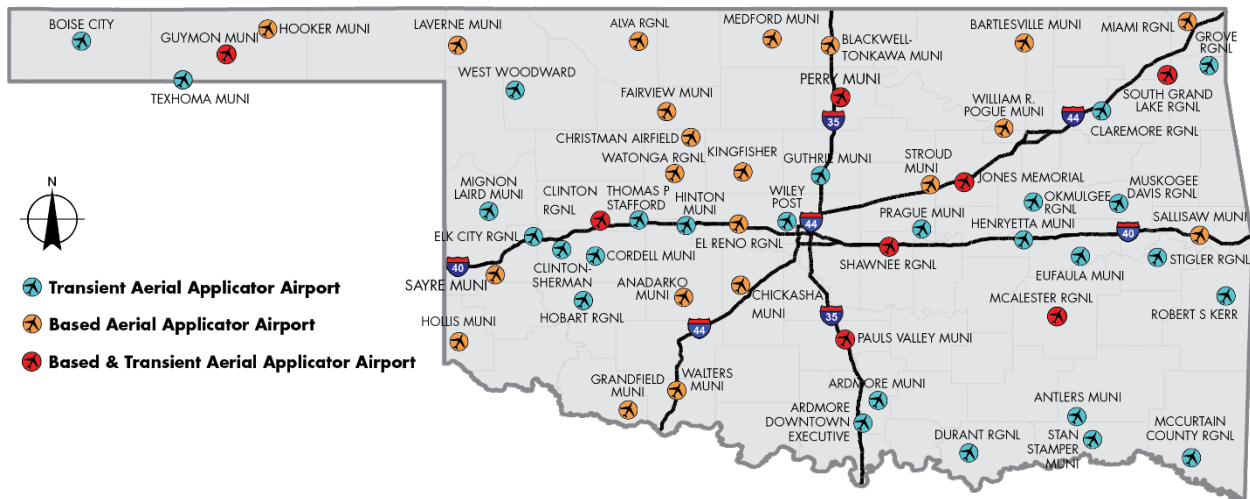 BOISE CITY
GUYMON MUNI
HOOKER MUNI
TEXHOMA MUNI
LAVERNE MUNI
WEST WOODWARD
ALVA RGNL
MEDFORD MUNI
BLACKWELL-
TONKAWA MUNI
BARTLESVILLE MUNI
MIAMI RGNL
GROVE
RGNL
SOUTH GRAND
LAKE RGNL
PERRY MUNI
FAIRVIEW MUNI
WILLIAM R.
POGUE MUNI
44
CLAREMORE RGNL
35
CHRISTMAN AIRFIELD
WATONGA RGNL
KINGFISHER
GUTHRIE MUNI
STROUD
MUNI
JONES MEMORIAL
OKMULGEE
RGNL
MUSKOGEE
DAVIS RGNL
N
MIGNON
LAIRD MUNI
CLINTON
RGNL
THOMAS P
STAFFORD
HINTON
MUNI
WILEY
POST
44
PRAGUE MUNI
HENRYETTA MUNI
40
SALLISAW MUNI
ELK CITY RGNL
EL RENO RGNL
SHAWNEE RGNL
EUFAULA MUNI
STIGLER RGNL
40
SAYRE MUNI
CLINTON-
SHERMAN
CORDELL MUNI
HOBART RGNL
ANADARKO
MUNI
CHICKASHA
MUNI
MCALESTER RGNL
ROBERT S KERR
Transient Aerial Applicator Airport
Based Aerial Applicator Airport
Based & Transient Aerial Applicator Airport
HOLLIS MUNI
44
35
PAULS VALLEY MUNI
GRANDFIELD
MUNI
WALTERS
MUNI
ARDMORE MUNI
ARDMORE
DOWNTOWN
EXECUTIVE
DURANT RGNL
ANTLERS MUNI
STAN
STAMPER
MUNI
MCCURTAIN
COUNTY RGNL